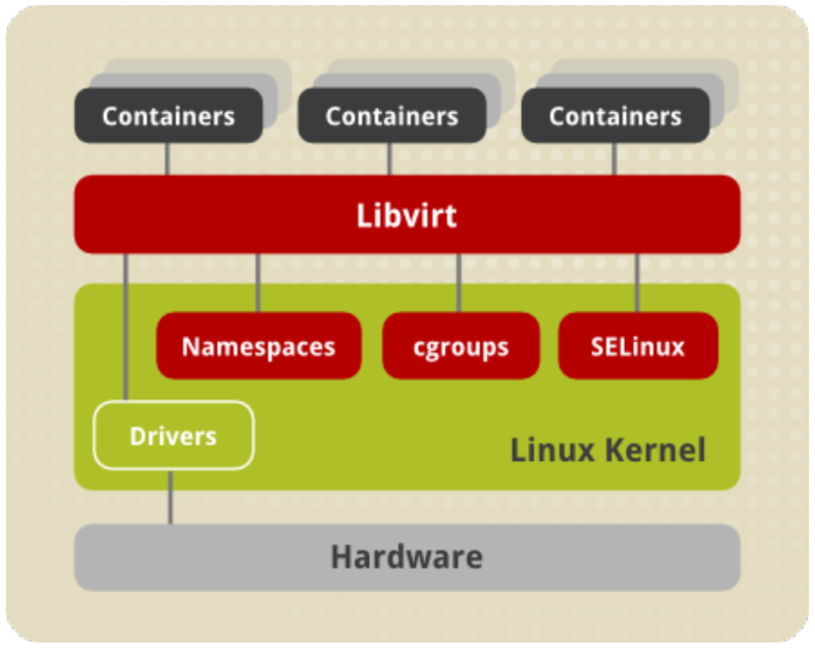 Containers
Containers
Containers
Libvirt
Namespaces
cgroups
SELinux
Drivers
Linux Kernel
Hardware